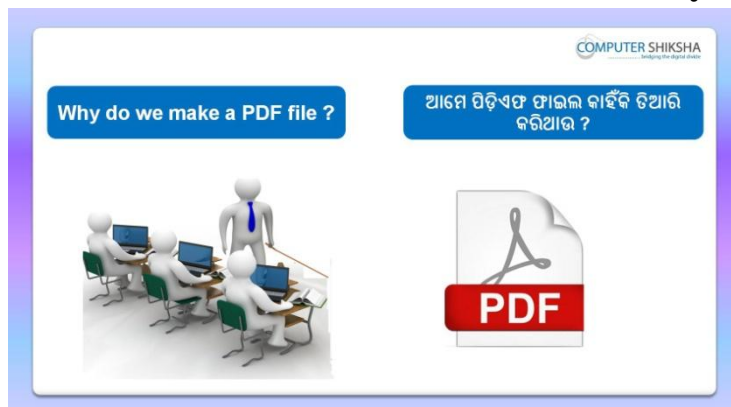 COMPUTER SHIKSHA
bridging the digital divide
Why do we make a PDF file ?
ଆମେ ପିଡ଼ିଏଫ ଫାଇଲ କାହିଁକି ତିଆରି
କରିଥାଉ ?
PDF